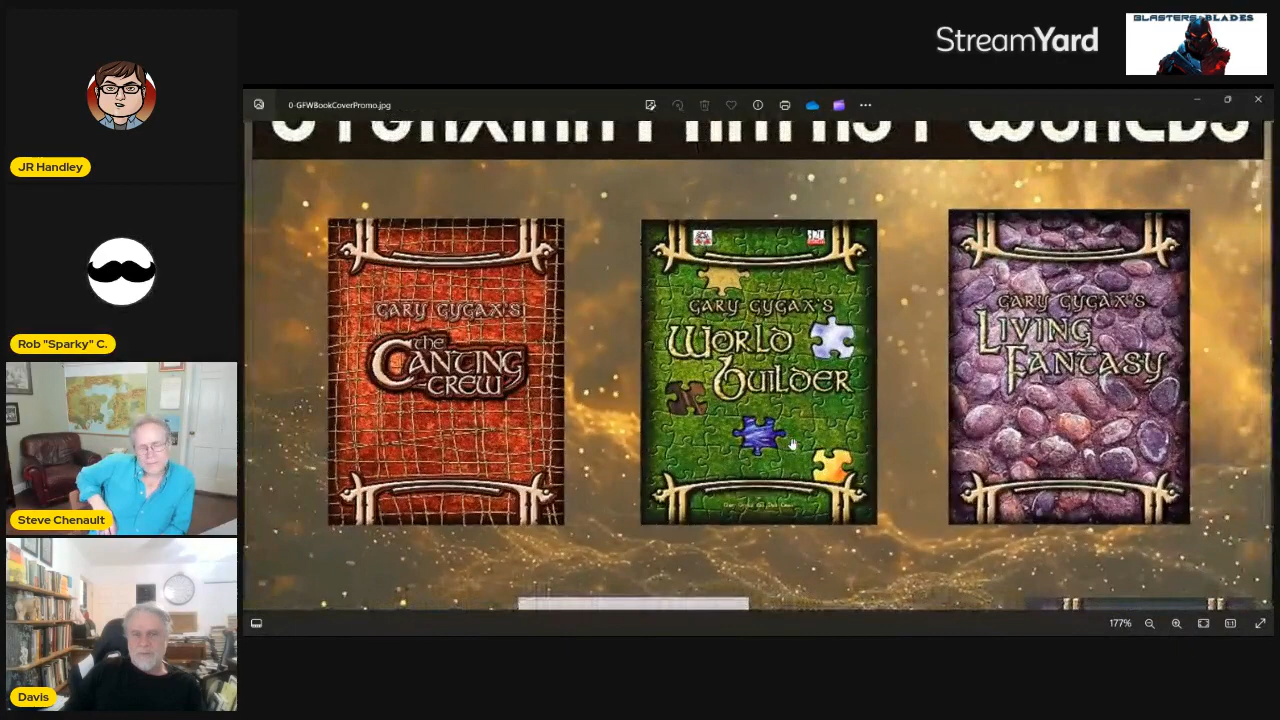 StreamYard
BLASTERS & BLADES
0-GFWBookCoverPromo.jpg
JR Handley
Rob "Sparky" C.
Steve Chenault
Davis
WORLDS
GARY GYGAX'S
the
CANTING
CREW
GARY GYGAX'S
WORLD
BUILDER
GARY GYGAX'S
LIVING
FANTASY
177%